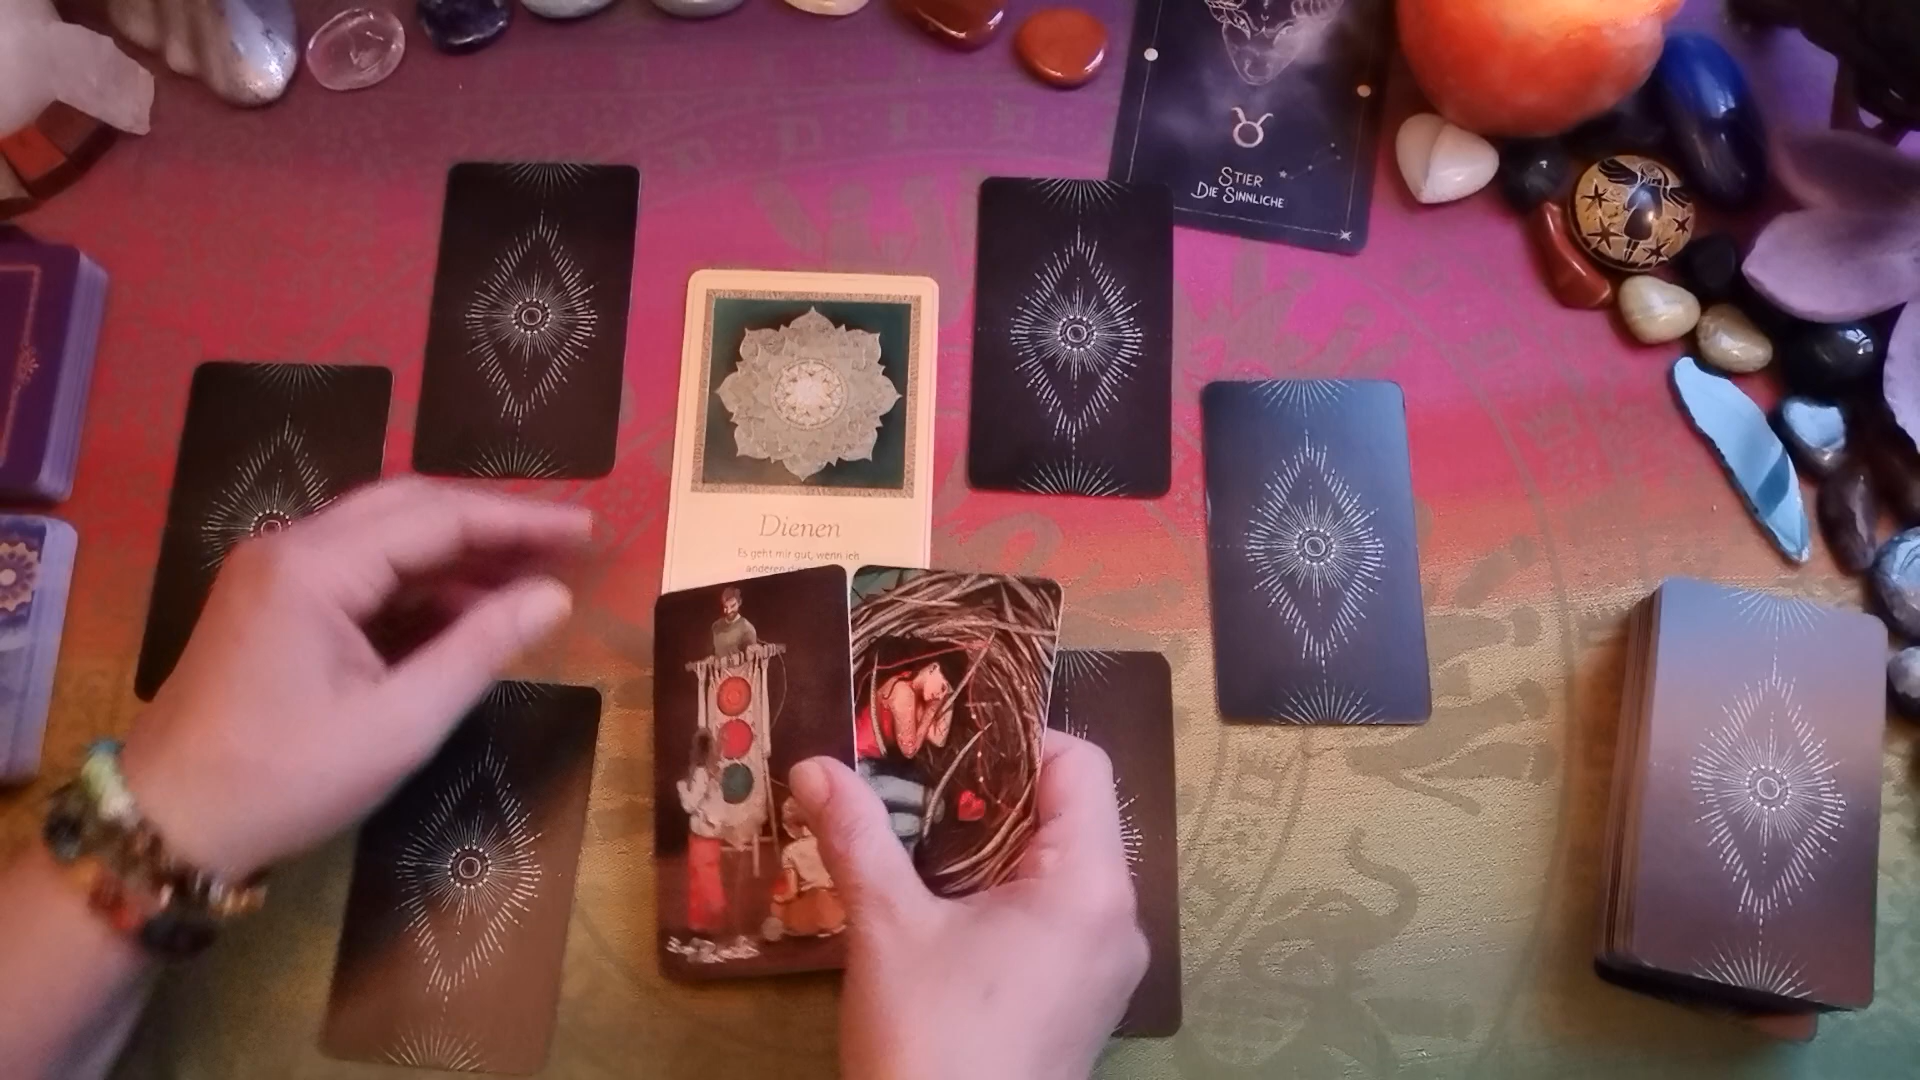 STIER
DIE SINNLICHE
Dienen
Es geht mir gut, wenn ich
anderen